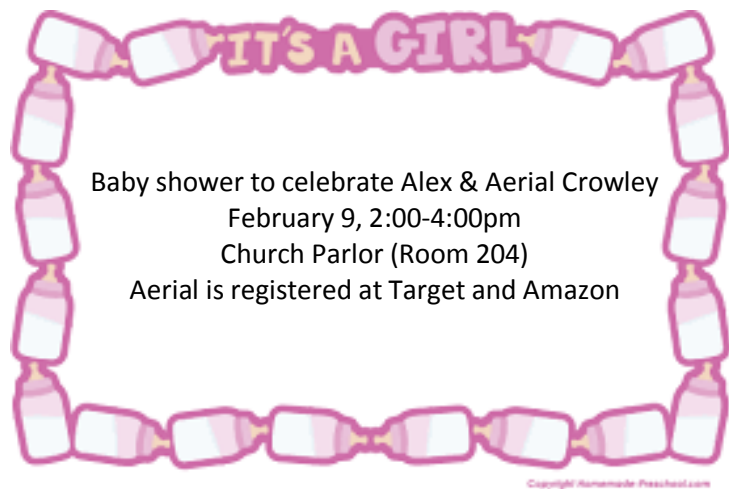 IT'S A GIRL
Baby shower to celebrate Alex & Aerial Crowley
February 9, 2:00-4:00pm
Church Parlor (Room 204)
Aerial is registered at Target and Amazon
Copyright Homemade-Preschool.com